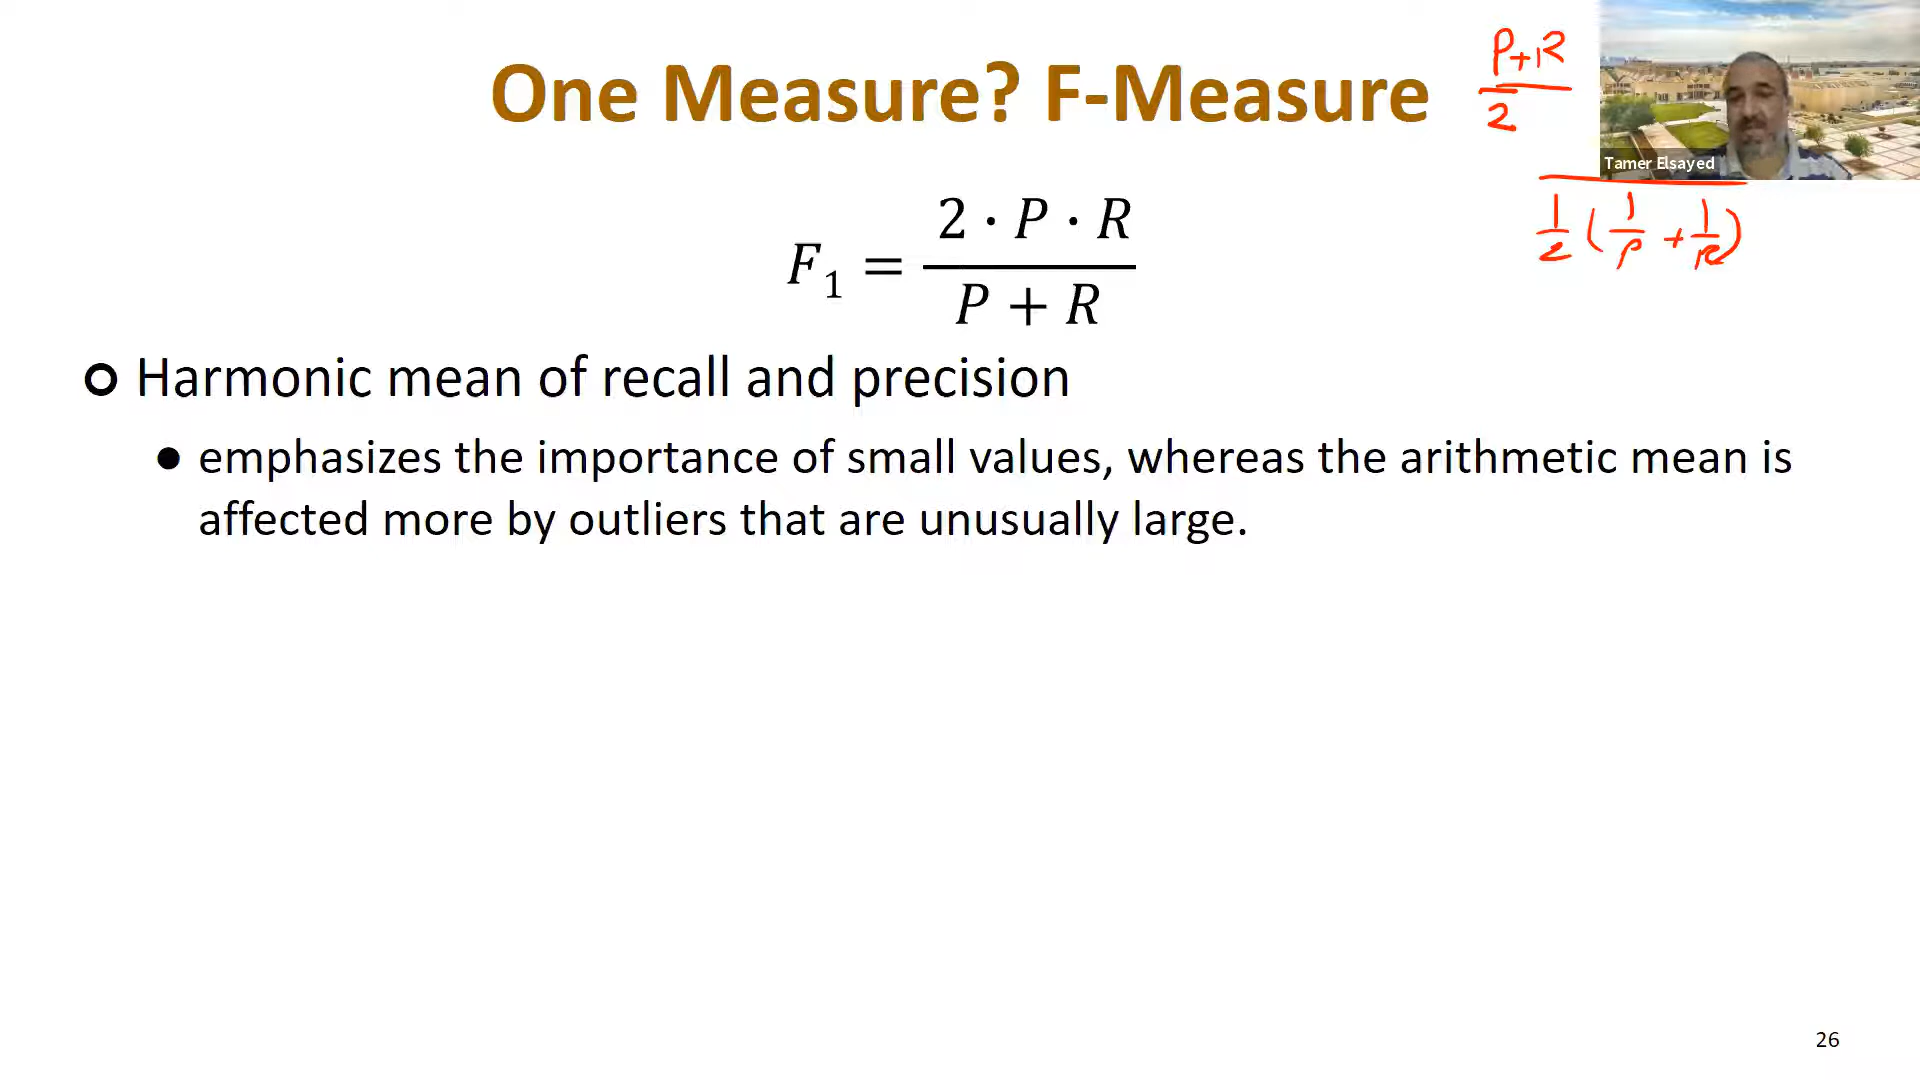 One Measure? F-Measure
P+R
2
Tamer Elsayed
1/2 (1/P + 1/R)
F₁ = 2 · P · R
P + R
Harmonic mean of recall and precision
● emphasizes the importance of small values, whereas the arithmetic mean is
affected more by outliers that are unusually large.
26